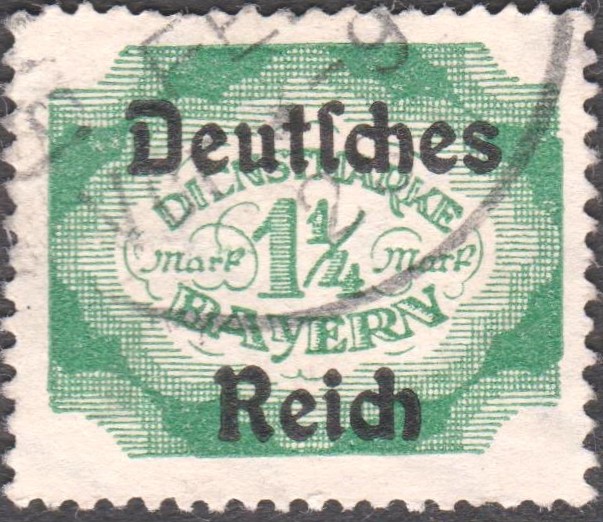 Deutsches
DIENSTMARKE
Mark 1¼ Mark
BAYERN
Reich